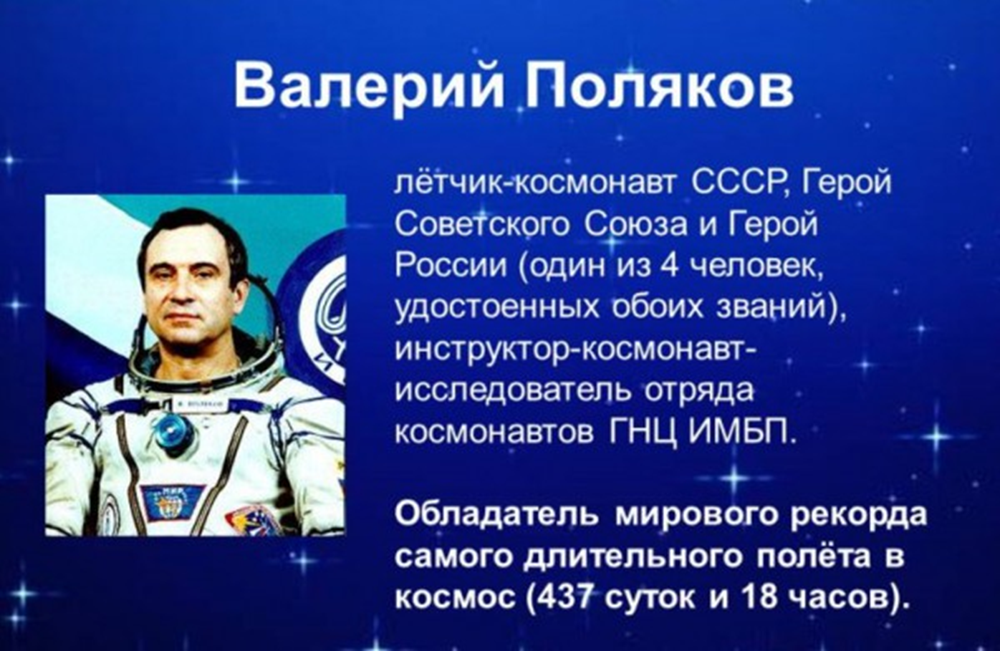 Валерий Поляков
лётчик-космонавт СССР, Герой
Советского Союза и Герой
России (один из 4 человек,
удостоенных обоих званий),
инструктор-космонавт-
исследователь отряда
космонавтов ГНЦ ИМБП.
Обладатель мирового рекорда
самого длительного полёта в
космос (437 суток и 18 часов).